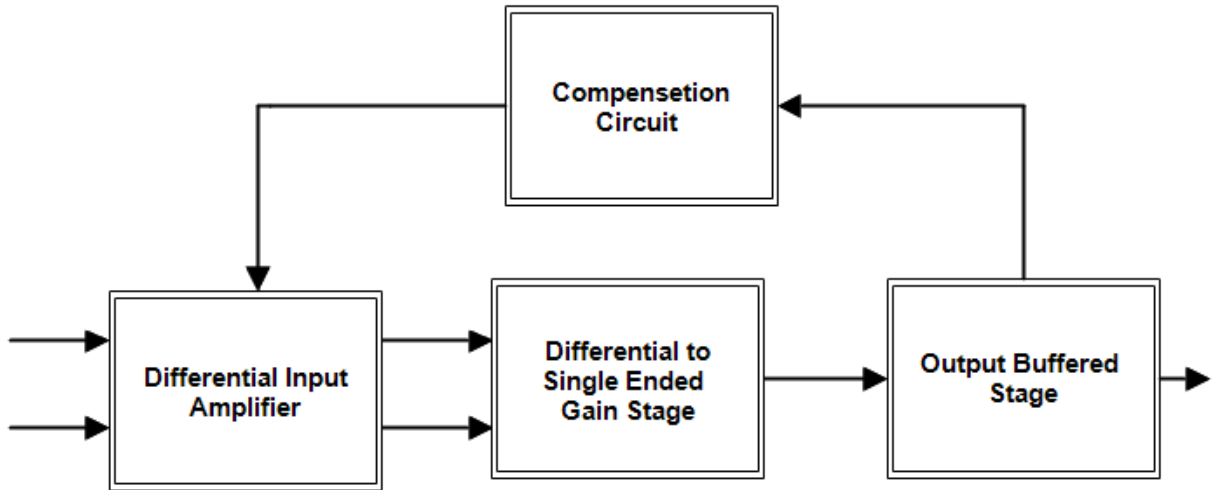 Compensetion
Circuit
Differential Input
Amplifier
Differential to
Single Ended
Gain Stage
Output Buffered
Stage